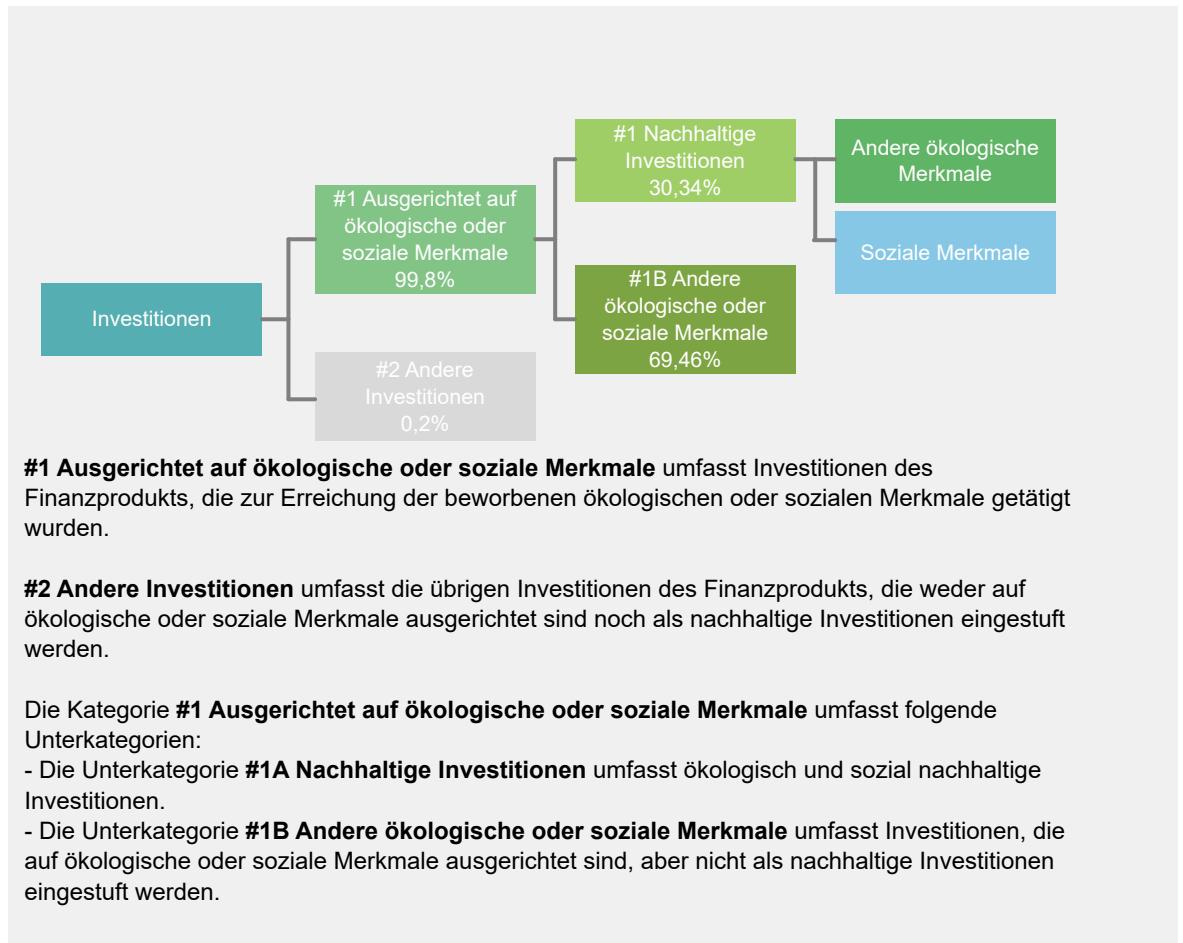 Investitionen
#1 Ausgerichtet auf
ökologische oder
soziale Merkmale
99,8%
#2 Andere
Investitionen
0,2%
#1 Nachhaltige
Investitionen
30,34%
#1B Andere
ökologische oder
soziale Merkmale
69,46%
Andere ökologische
Merkmale
Soziale Merkmale
#1 Ausgerichtet auf ökologische oder soziale Merkmale umfasst Investitionen des
Finanzprodukts, die zur Erreichung der beworbenen ökologischen oder sozialen Merkmale getätigt
wurden.
#2 Andere Investitionen umfasst die übrigen Investitionen des Finanzprodukts, die weder auf
ökologische oder soziale Merkmale ausgerichtet sind noch als nachhaltige Investitionen eingestuft
werden.
Die Kategorie #1 Ausgerichtet auf ökologische oder soziale Merkmale umfasst folgende
Unterkategorien:
- Die Unterkategorie #1A Nachhaltige Investitionen umfasst ökologisch und sozial nachhaltige
Investitionen.
- Die Unterkategorie #1B Andere ökologische oder soziale Merkmale umfasst Investitionen, die
auf ökologische oder soziale Merkmale ausgerichtet sind, aber nicht als nachhaltige Investitionen
eingestuft werden.